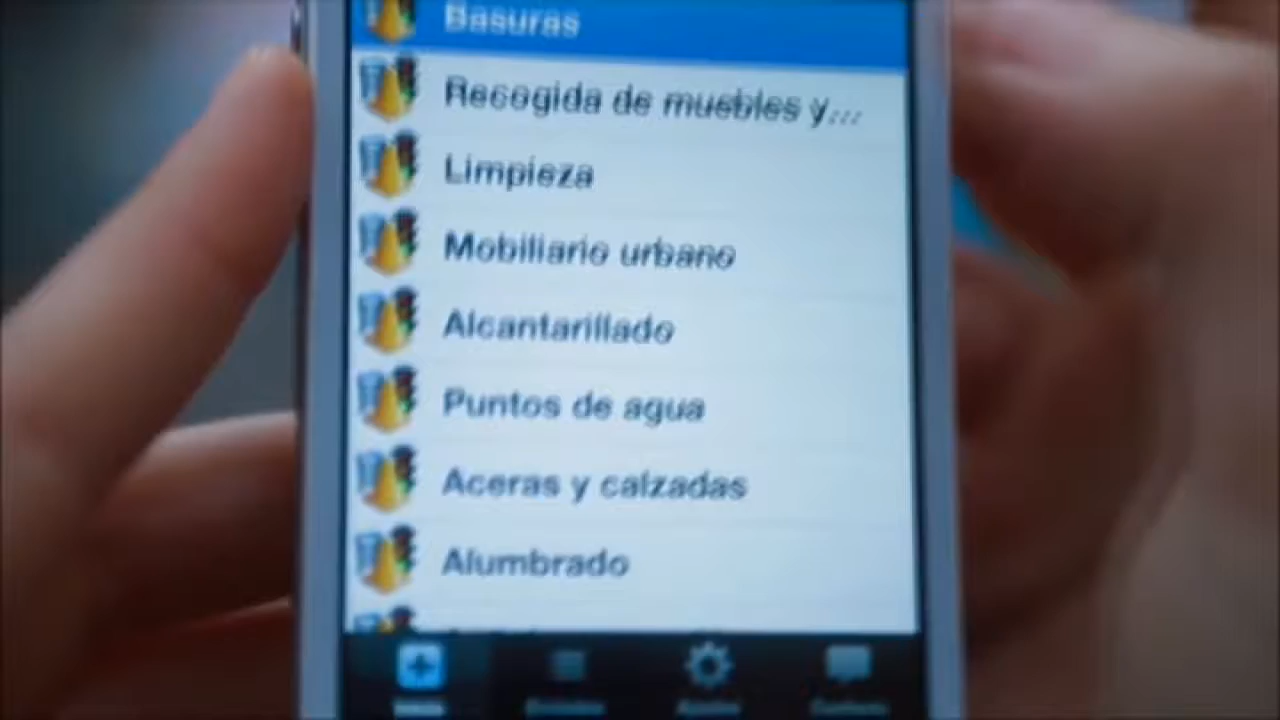 Basuras
Recogida de muebles y...
Limpieza
Mobiliario urbano
Alcantarillado
Puntos de agua
Aceras y calzadas
Alumbrado